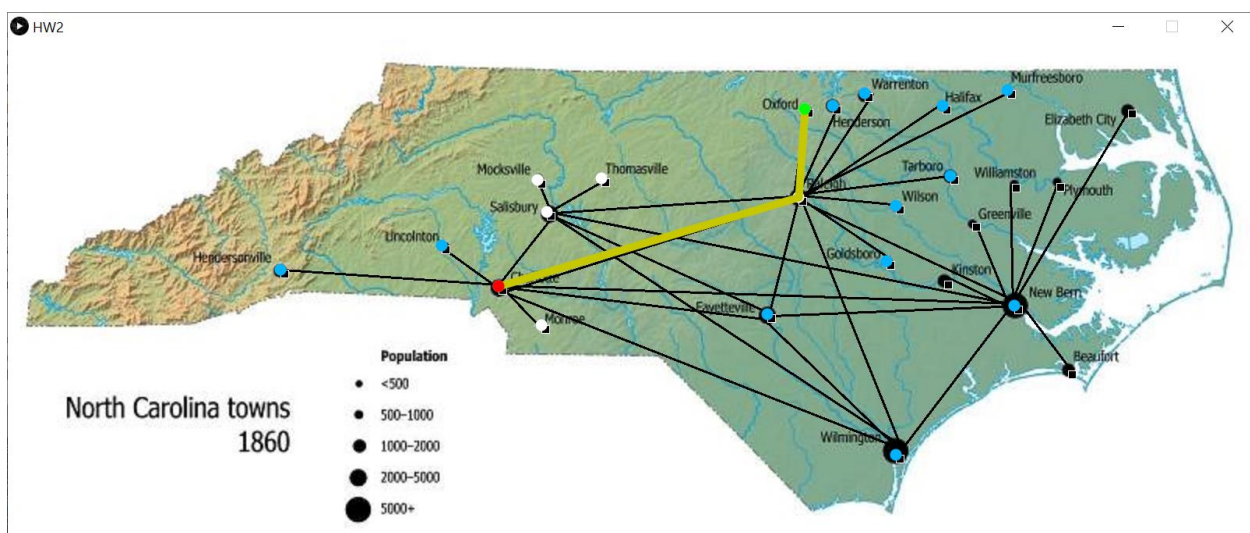 HW2
Murfreesboro
Warrenton
Oxford
Halifax
Henderson
Elizabeth City
Mocksville
Thomasville
Tarboro
Williamston
Raleigh
Plymouth
Salisbury
Wilson
Greenville
Lincolnton
Hendersonville
Goldsboro
Kinston
Charlotte
New Bern
Fayetteville
Monroe
Beaufort
Population
<500
500–1000
1000–2000
2000–5000
5000+
North Carolina towns
1860
Wilmington